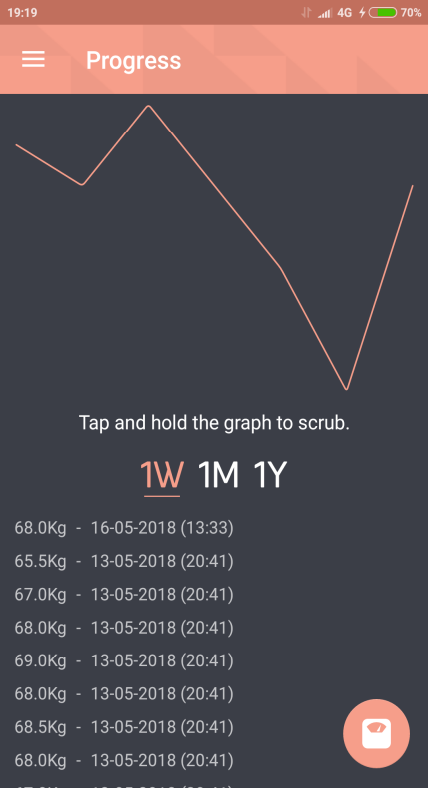 19:19 4G 70%
Progress
Tap and hold the graph to scrub.
1W 1M 1Y
68.0Kg - 16-05-2018 (13:33)
65.5Kg - 13-05-2018 (20:41)
67.0Kg - 13-05-2018 (20:41)
68.0Kg - 13-05-2018 (20:41)
69.0Kg - 13-05-2018 (20:41)
68.0Kg - 13-05-2018 (20:41)
68.5Kg - 13-05-2018 (20:41)
68.0Kg - 13-05-2018 (20:41)